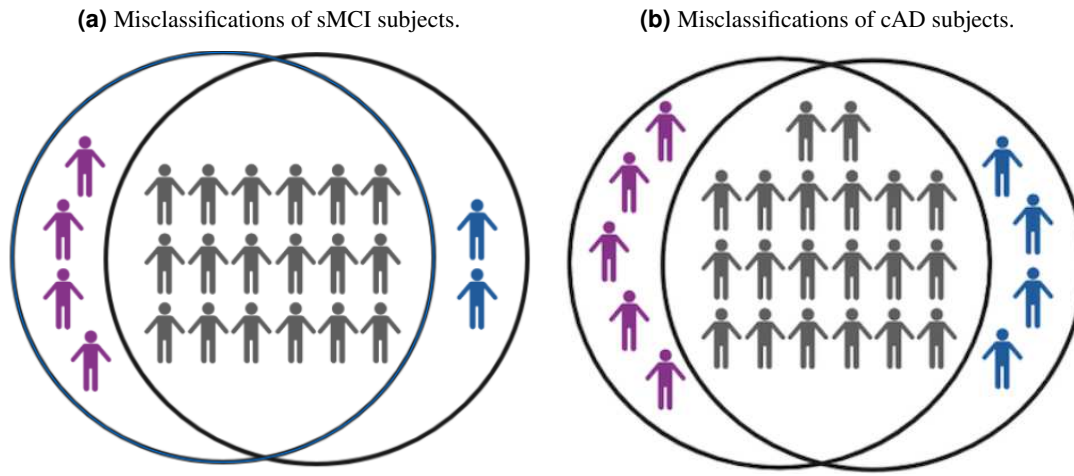 (a) Misclassifications of sMCI subjects.
(b) Misclassifications of cAD subjects.